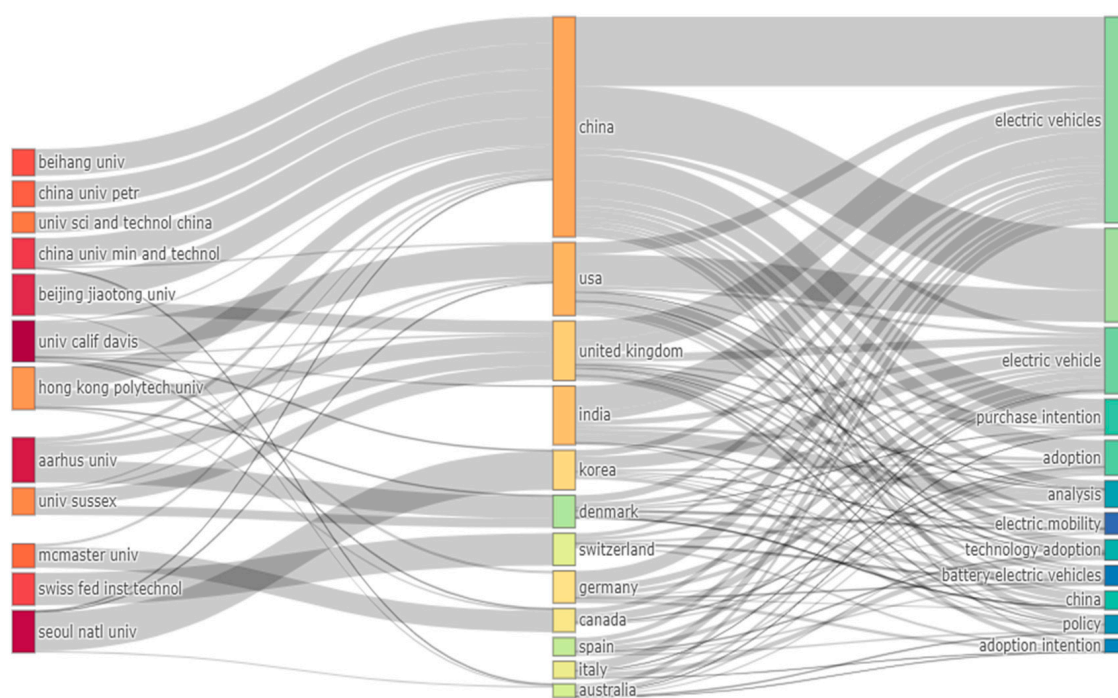 beihang univ
china univ petr
univ sci and technol china
china univ min and technol
beijing jiaotong univ
univ calif davis
hong kong polytech univ
aarhus univ
univ sussex
mcmaster univ
swiss fed inst technol
seoul natl univ
china
usa
united kingdom
india
korea
denmark
switzerland
germany
canada
spain
italy
australia
electric vehicles
electric vehicle
purchase intention
adoption
analysis
electric mobility
technology adoption
battery electric vehicles
china
policy
adoption intention